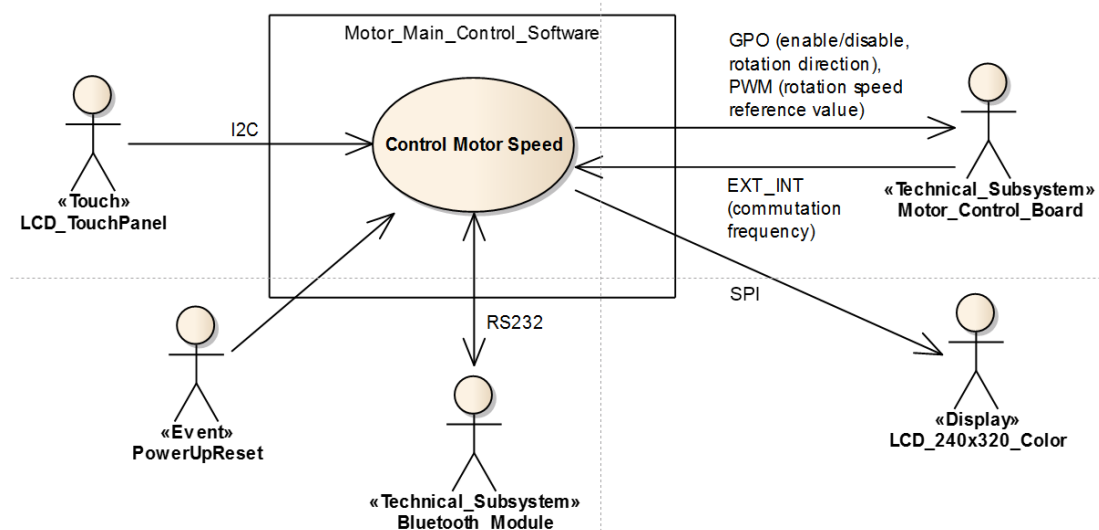 Motor_Main_Control_Software
GPO (enable/disable,
rotation direction),
PWM (rotation speed
reference value)
I2C
Control Motor Speed
«Touch»
LCD_TouchPanel
«Technical_Subsystem»
Motor_Control_Board
EXT_INT
(commutation
frequency)
SPI
RS232
«Event»
PowerUpReset
«Display»
LCD_240x320_Color
«Technical_Subsystem»
Bluetooth_Module